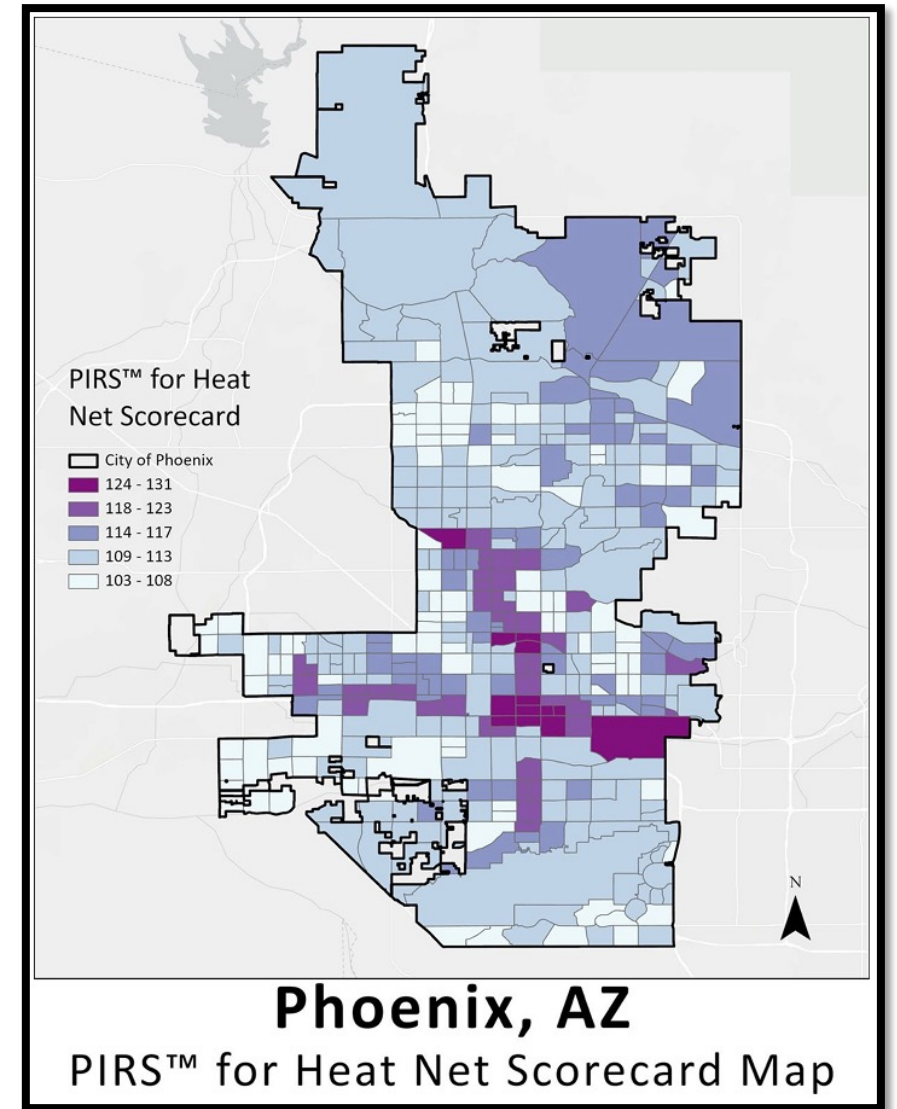 PIRS™ for Heat
Net Scorecard
City of Phoenix
124 - 131
118 - 123
114 - 117
109 - 113
103 - 108
N
Phoenix, AZ
PIRS™ for Heat Net Scorecard Map